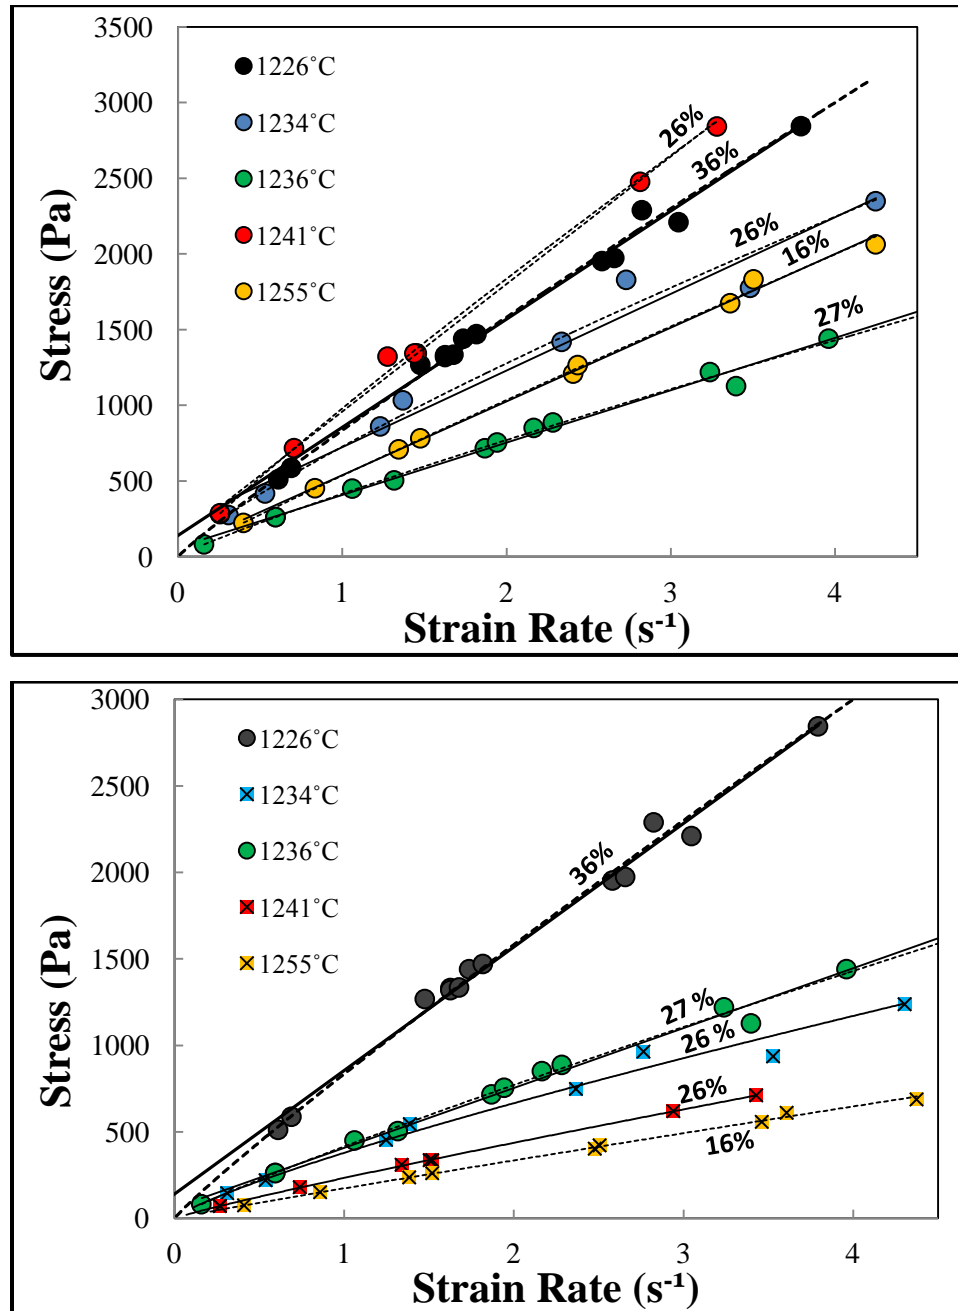 3500
3000
2500
2000
1500
1000
500
0
Stress (Pa)
1226°C
1234°C
1236°C
1241°C
1255°C
26%
36%
26%
16%
27%
0 1 2 3 4
Strain Rate (s⁻¹)
3000
2500
2000
1500
1000
500
0
Stress (Pa)
1226°C
1234°C
1236°C
1241°C
1255°C
36%
27 %
26 %
26%
16%
0 1 2 3 4
Strain Rate (s⁻¹)